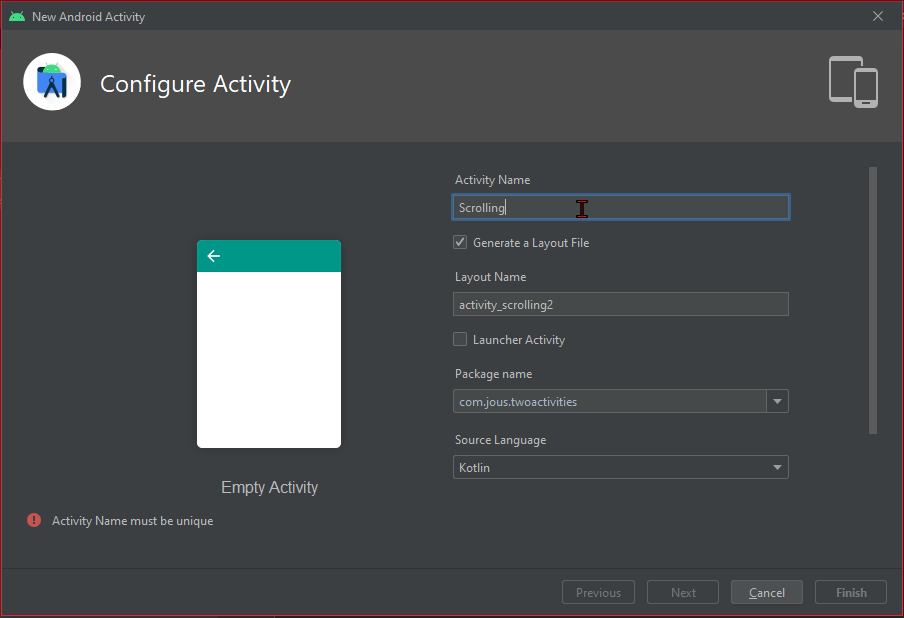 New Android Activity
Configure Activity
Activity Name
Scrolling
Generate a Layout File
Layout Name
activity_scrolling2
Launcher Activity
Package name
com.jous.twoactivities
Source Language
Kotlin
Empty Activity
Activity Name must be unique
Previous
Next
Cancel
Finish